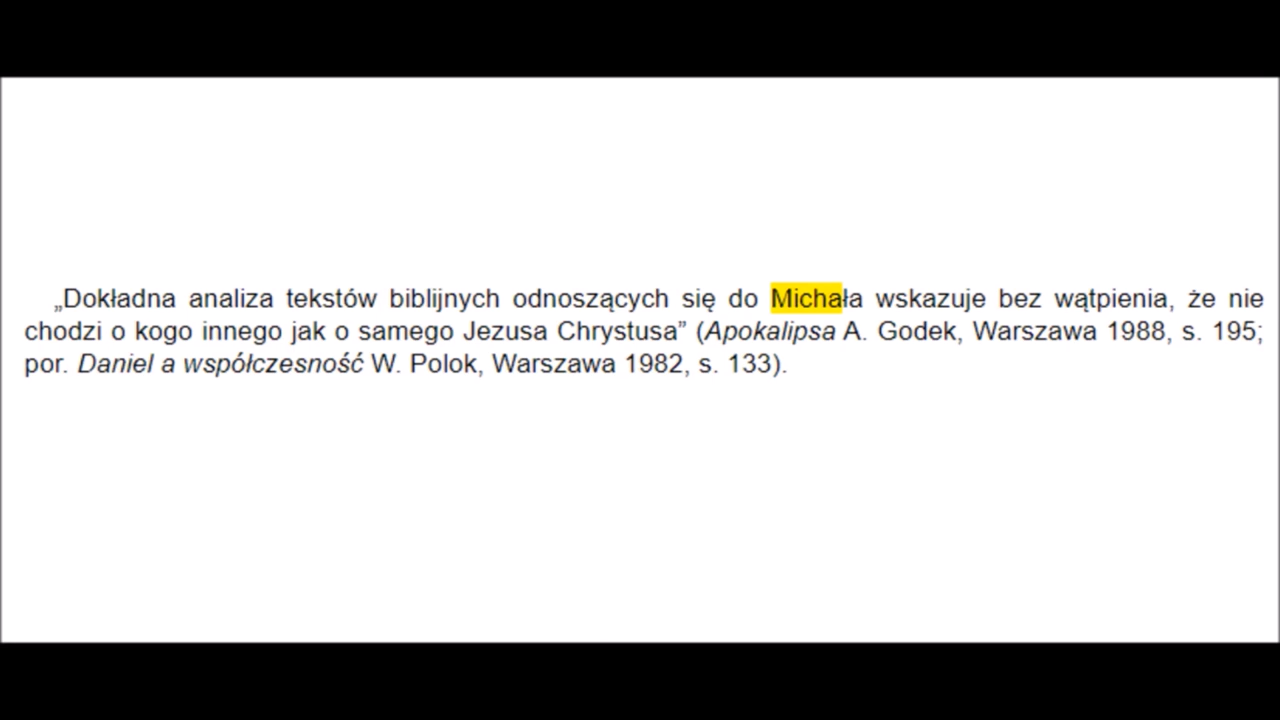 „Dokładna analiza tekstów biblijnych odnoszących się do Michała wskazuje bez wątpienia, że nie
chodzi o kogo innego jak o samego Jezusa Chrystusa” (Apokalipsa A. Godek, Warszawa 1988, s. 195;
por. Daniel a współczesność W. Polok, Warszawa 1982, s. 133).